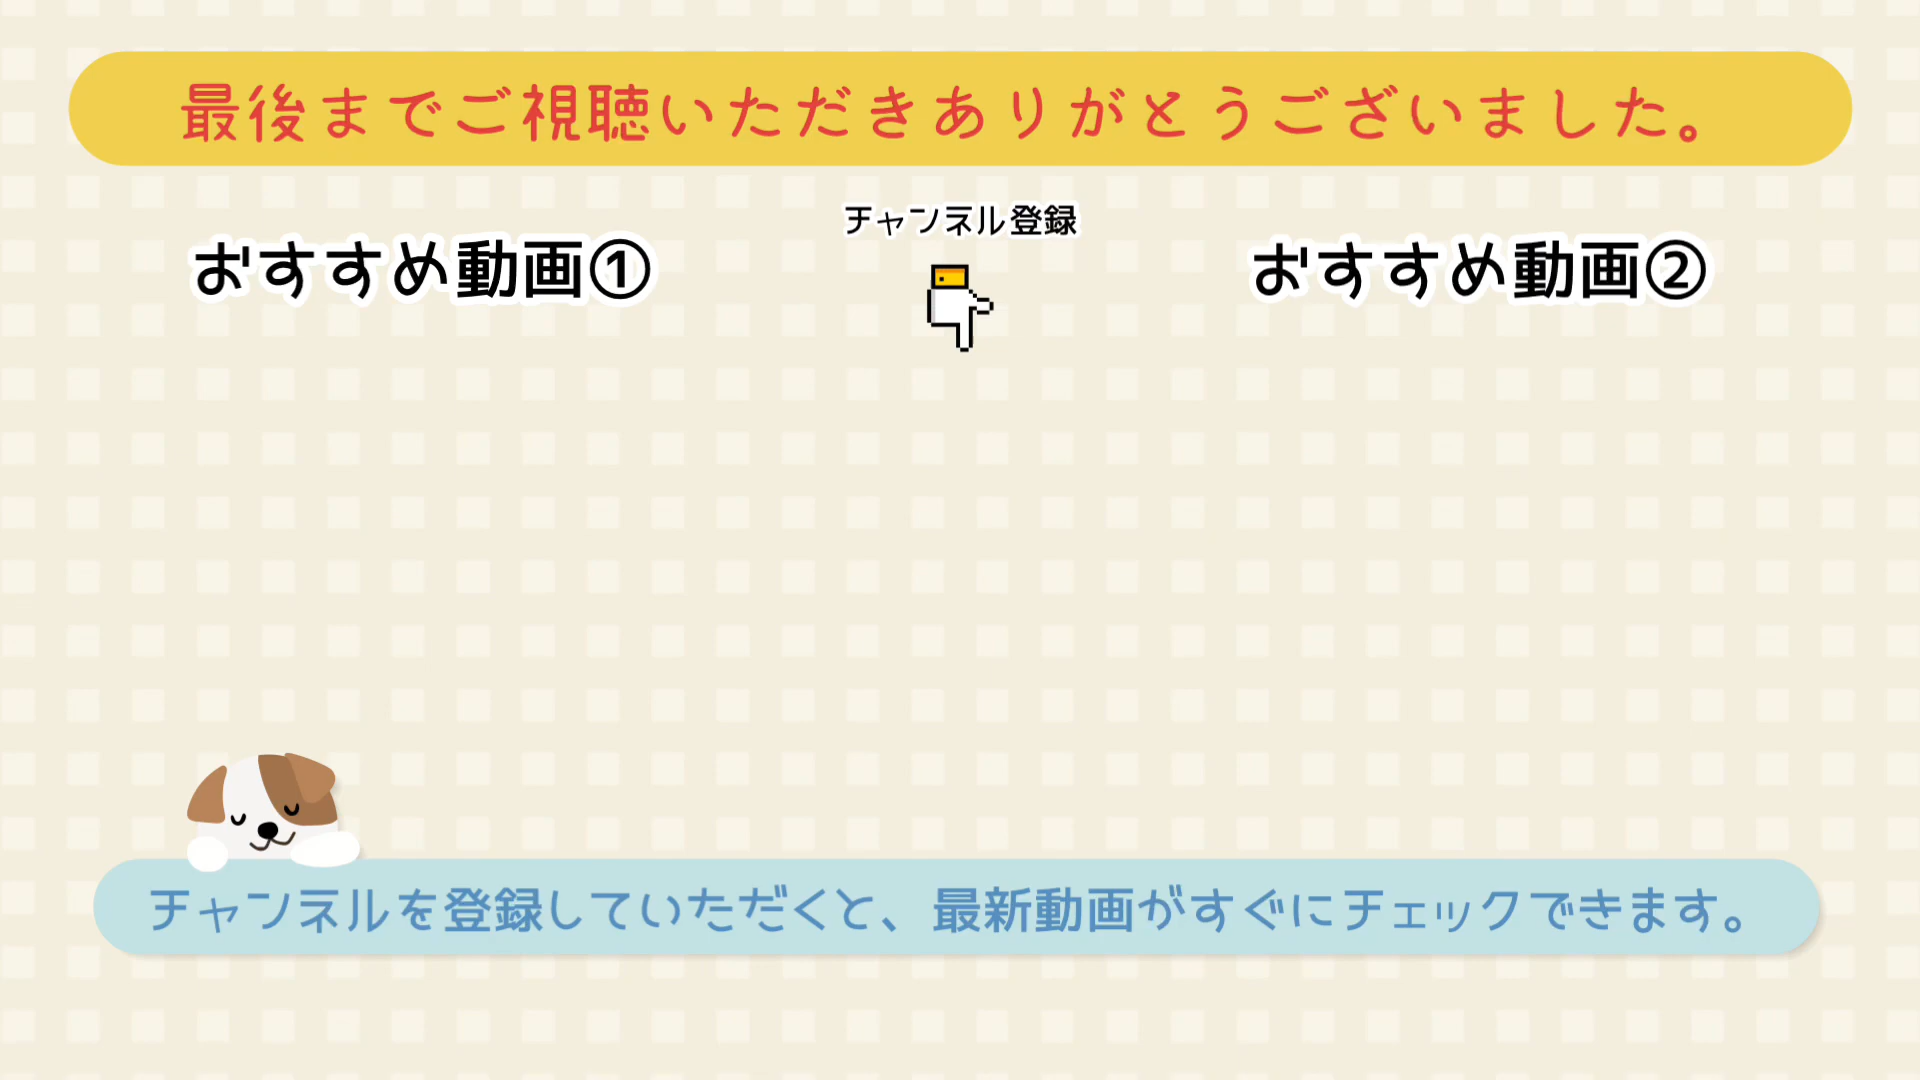 最後までご視聴いただきありがとうございました。
チャンネル登録
おすすめ動画①
おすすめ動画②
チャンネルを登録していただくと、最新動画がすぐにチェックできます。